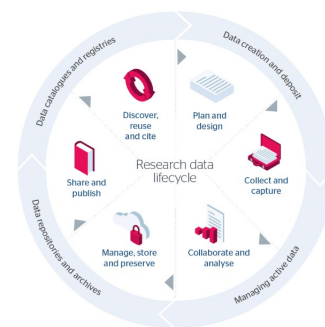 Data catalogues and registries
Data creation and deposit
Discover,
reuse
and cite
Plan and
design
Research data
lifecycle
Share and
publish
Collect and
capture
Manage, store
and preserve
Collaborate and
analyse
Data repositories and archives
Managing active data